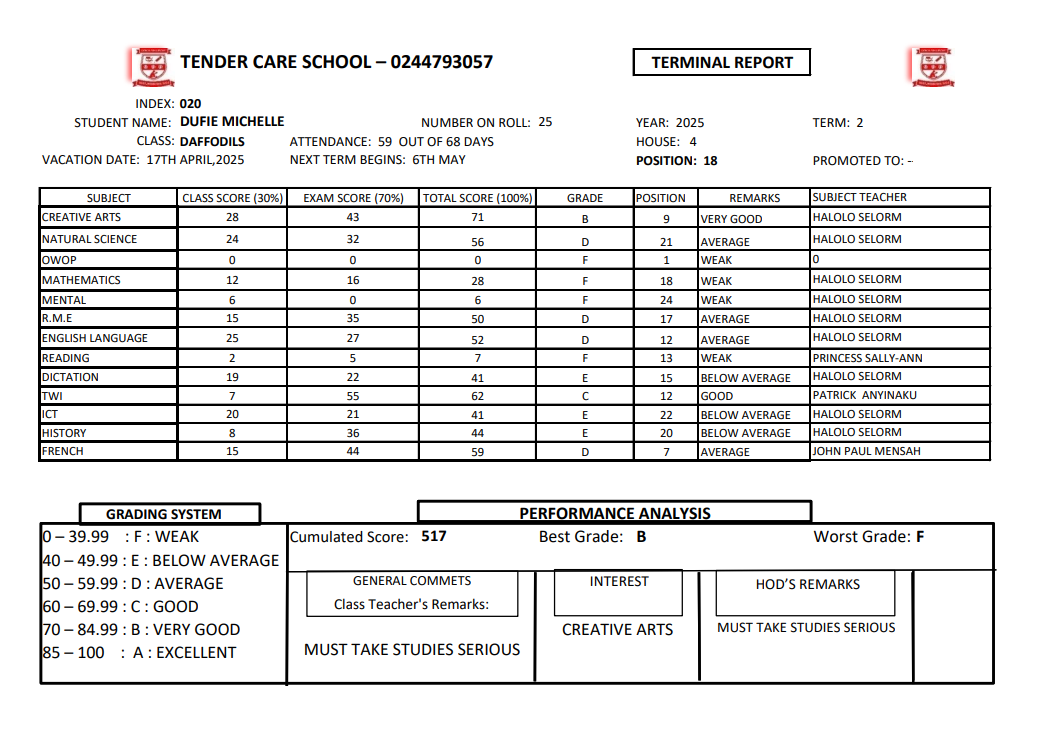 TENDER CARE SCHOOL – 0244793057
TERMINAL REPORT
INDEX: 020
STUDENT NAME: DUFIE MICHELLE NUMBER ON ROLL: 25 YEAR: 2025 TERM: 2
CLASS: DAFFODILS ATTENDANCE: 59 OUT OF 68 DAYS HOUSE: 4
VACATION DATE: 17TH APRIL,2025 NEXT TERM BEGINS: 6TH MAY POSITION: 18 PROMOTED TO: -
SUBJECT CLASS SCORE (30%) EXAM SCORE (70%) TOTAL SCORE (100%) GRADE POSITION REMARKS SUBJECT TEACHER
CREATIVE ARTS 28 43 71 B 9 VERY GOOD HALOLO SELORM
NATURAL SCIENCE 24 32 56 D 21 AVERAGE HALOLO SELORM
OWOP 0 0 0 F 1 WEAK 0
MATHEMATICS 12 16 28 F 18 WEAK HALOLO SELORM
MENTAL 6 0 6 F 24 WEAK HALOLO SELORM
R.M.E 15 35 50 D 17 AVERAGE HALOLO SELORM
ENGLISH LANGUAGE 25 27 52 D 12 AVERAGE HALOLO SELORM
READING 2 5 7 F 13 WEAK PRINCESS SALLY-ANN
DICTATION 19 22 41 E 15 BELOW AVERAGE HALOLO SELORM
TWI 7 55 62 C 12 GOOD PATRICK ANYINAKU
ICT 20 21 41 E 22 BELOW AVERAGE HALOLO SELORM
HISTORY 8 36 44 E 20 BELOW AVERAGE HALOLO SELORM
FRENCH 15 44 59 D 7 AVERAGE JOHN PAUL MENSAH
GRADING SYSTEM
0 – 39.99 : F : WEAK
40 – 49.99 : E : BELOW AVERAGE
50 – 59.99 : D : AVERAGE
60 – 69.99 : C : GOOD
70 – 84.99 : B : VERY GOOD
85 – 100 : A : EXCELLENT
PERFORMANCE ANALYSIS
Cumulated Score: 517 Best Grade: B Worst Grade: F
GENERAL COMMETS
Class Teacher's Remarks:
MUST TAKE STUDIES SERIOUS
INTEREST
CREATIVE ARTS
HOD'S REMARKS
MUST TAKE STUDIES SERIOUS